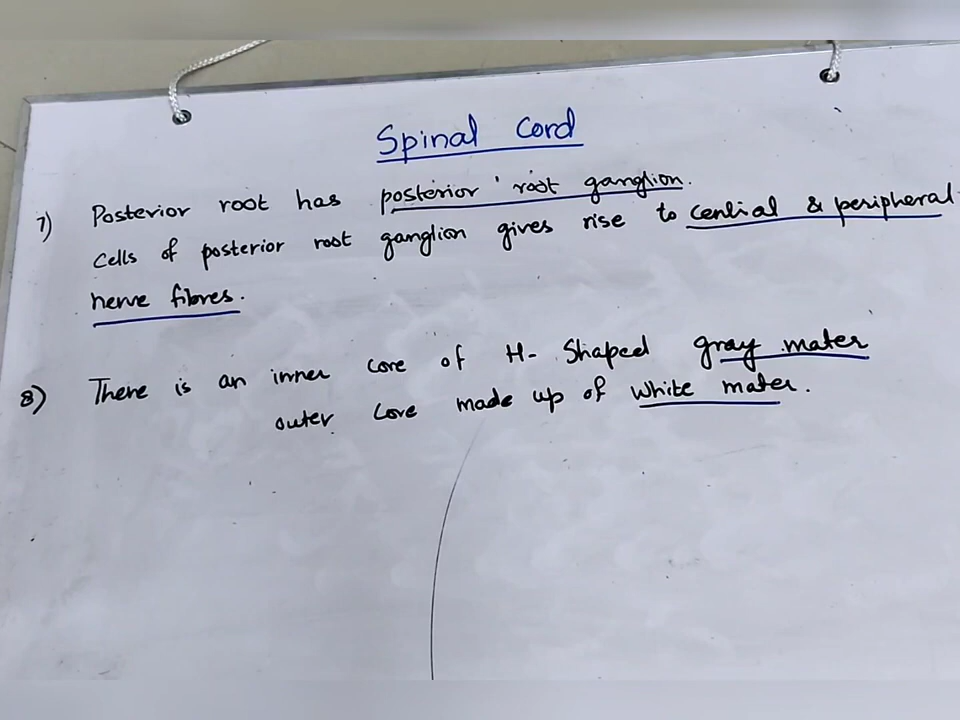 Spinal Cord
7) Posterior root has posterior root ganglion.
Cells of posterior root ganglion gives rise to central & peripheral
nerve fibres.
8) There is an inner core of H- Shaped gray mater
outer core made up of white mater.